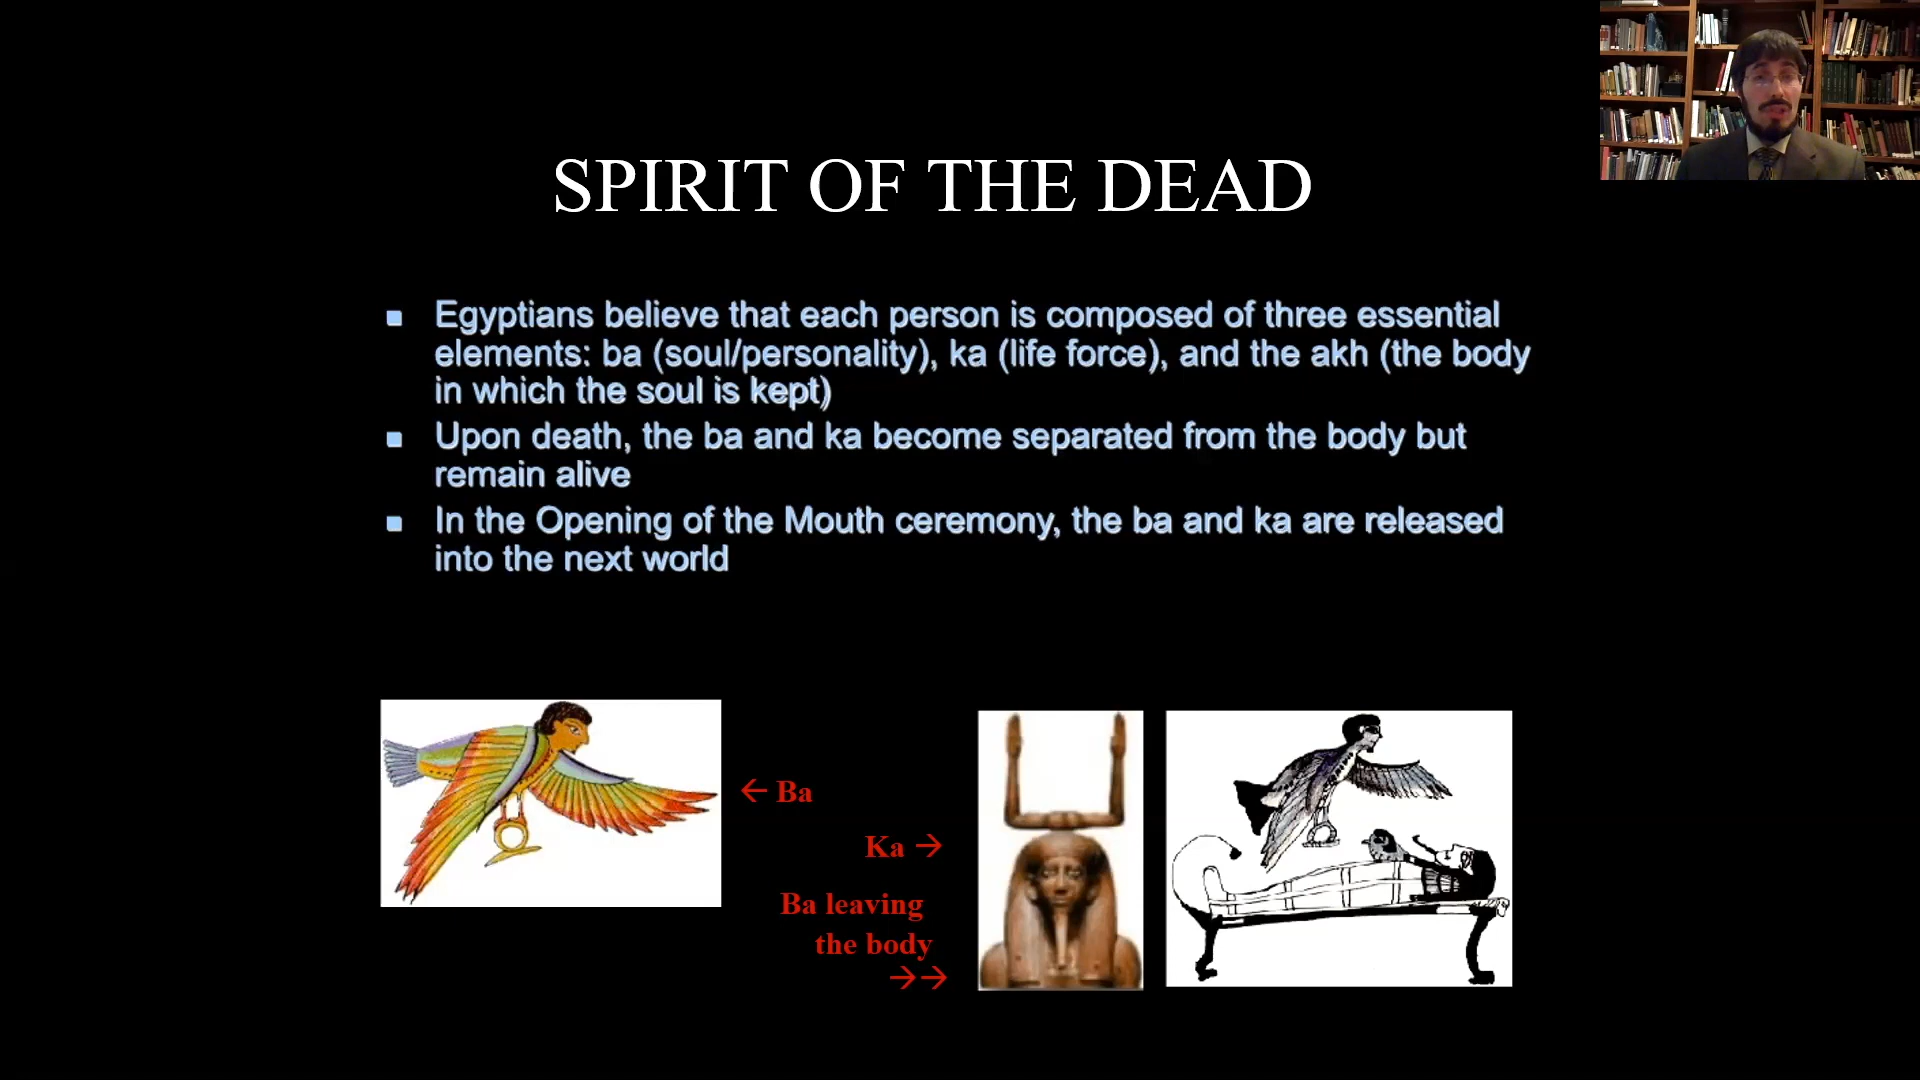 SPIRIT OF THE DEAD
■ Egyptians believe that each person is composed of three essential
elements: ba (soul/personality), ka (life force), and the akh (the body
in which the soul is kept)
■ Upon death, the ba and ka become separated from the body but
remain alive
■ In the Opening of the Mouth ceremony, the ba and ka are released
into the next world
← Ba
Ka →
Ba leaving
the body
→→